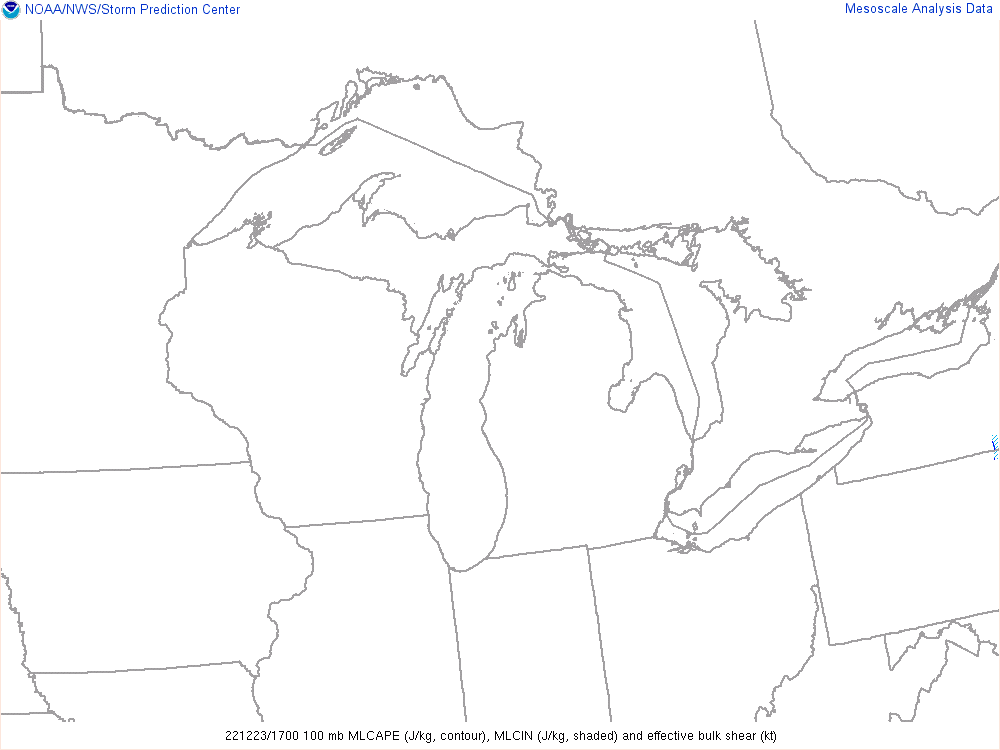 NOAA/NWS/Storm Prediction Center
Mesoscale Analysis Data
221223/1700 100 mb MLCAPE (J/kg, contour), MLCIN (J/kg, shaded) and effective bulk shear (kt)